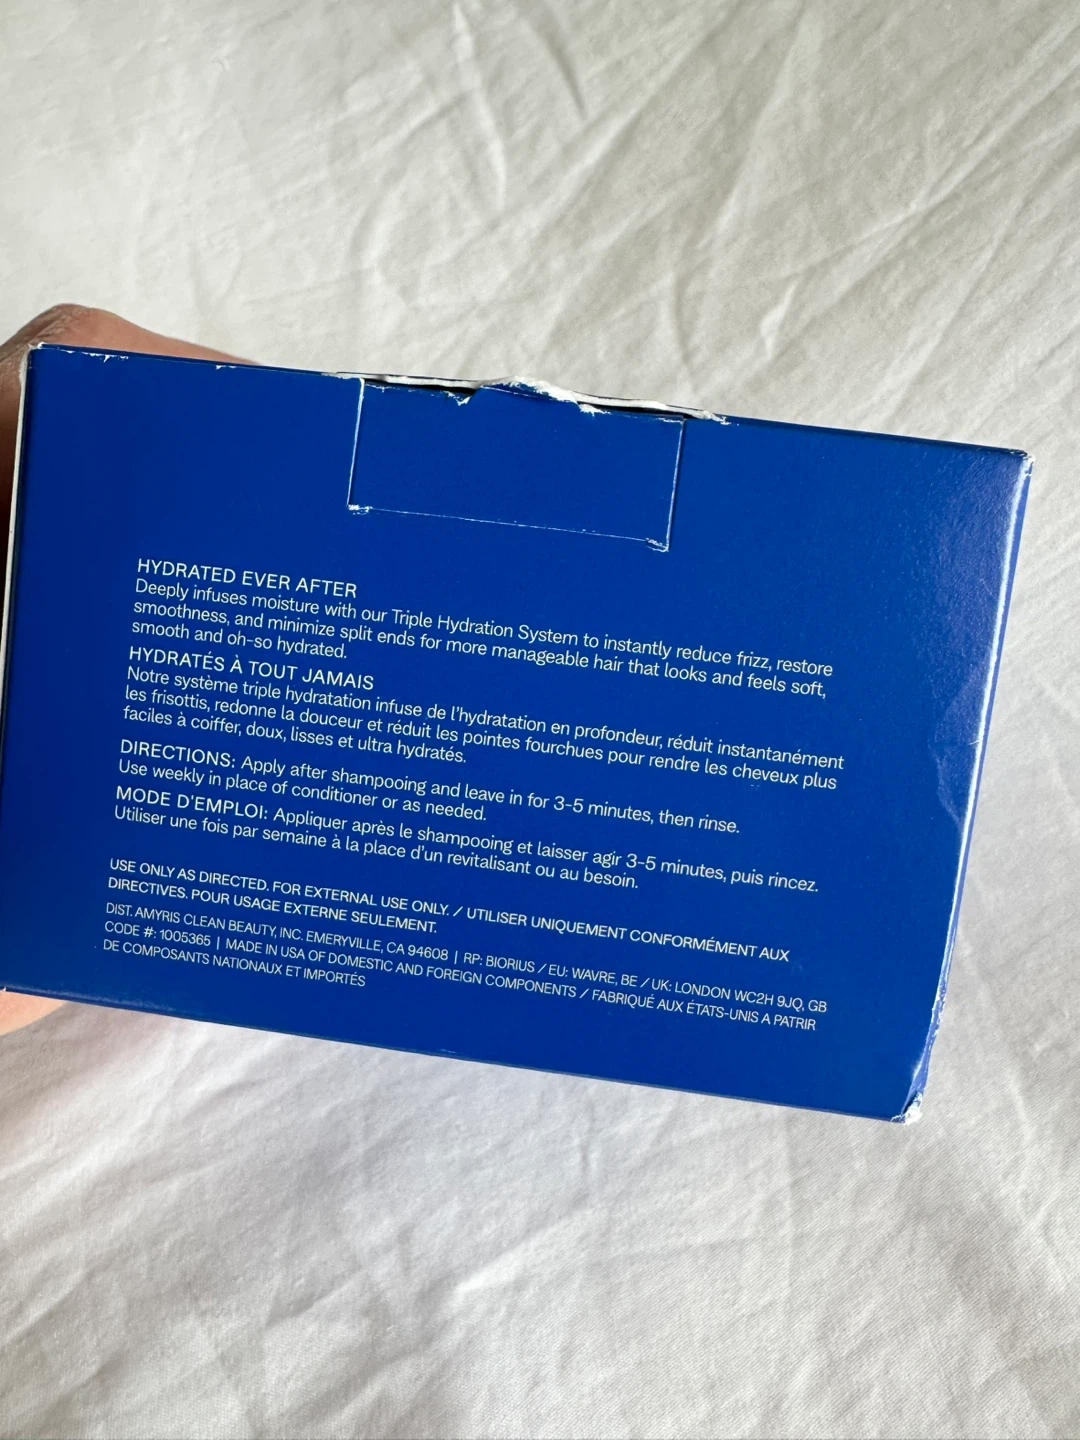 HYDRATED EVER AFTER
Deeply infuses moisture with our Triple Hydration System to instantly reduce frizz, restore
smoothness, and minimize split ends for more manageable hair that looks and feels soft,
smooth and oh-so hydrated.
HYDRATÉS À TOUT JAMAIS
Notre système triple hydratation infuse de l'hydratation en profondeur, réduit instantanément
les frisottis, redonne la douceur et réduit les pointes fourchues pour rendre les cheveux plus
faciles à coiffer, doux, lisses et ultra hydratés.
DIRECTIONS: Apply after shampooing and leave in for 3-5 minutes, then rinse.
Use weekly in place of conditioner or as needed.
MODE D'EMPLOI: Appliquer après le shampooing et laisser agir 3-5 minutes, puis rincez.
Utiliser une fois par semaine à la place d'un revitalisant ou au besoin.
USE ONLY AS DIRECTED. FOR EXTERNAL USE ONLY. / UTILISER UNIQUEMENT CONFORMÉMENT AUX
DIRECTIVES. POUR USAGE EXTERNE SEULEMENT.
DIST. AMYRIS CLEAN BEAUTY, INC. EMERYVILLE, CA 94608 | RP: BIORIUS / EU: WAVRE, BE / UK: LONDON WC2H 9JQ, GB
CODE #: 1005365 | MADE IN USA OF DOMESTIC AND FOREIGN COMPONENTS / FABRIQUÉ AUX ÉTATS-UNIS A PATRIR
DE COMPOSANTS NATIONAUX ET IMPORTÉS